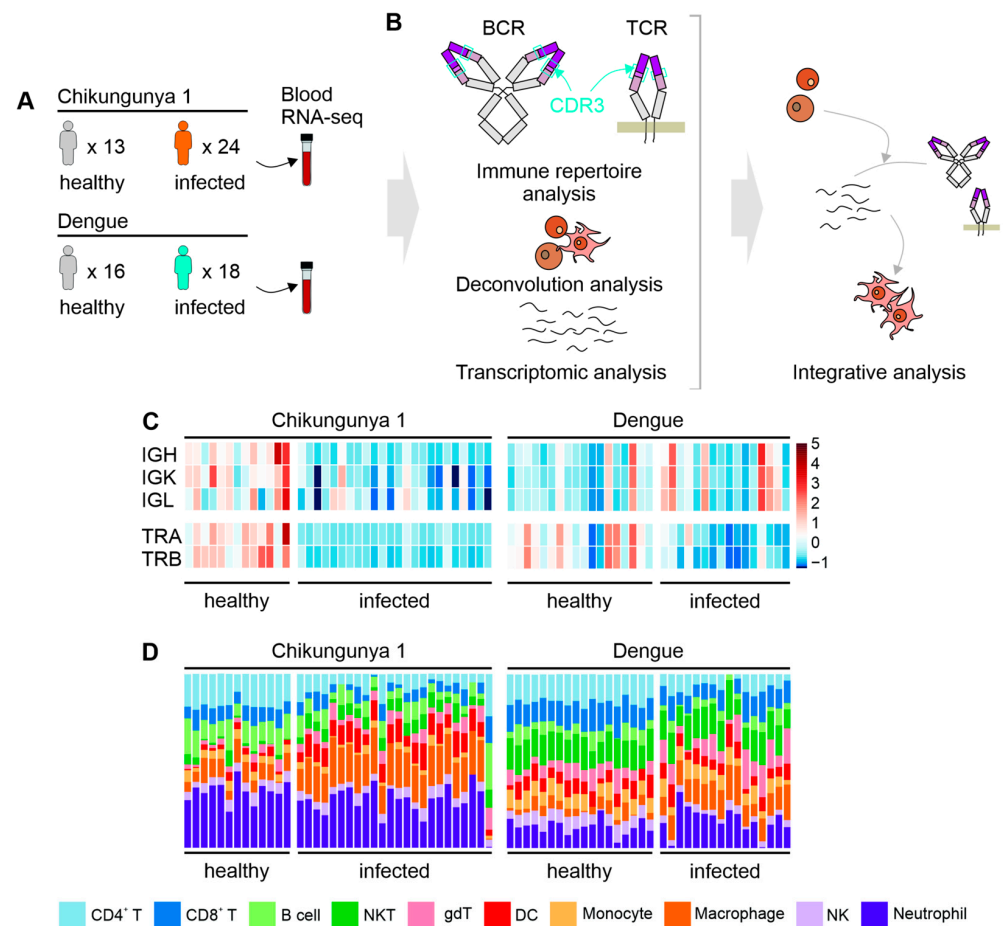 A
Chikungunya 1
x 13
x 24
healthy
infected
Blood
RNA-seq
Dengue
x 16
x 18
healthy
infected
B
BCR
TCR
CDR3
Immune repertoire
analysis
Deconvolution analysis
Transcriptomic analysis
Integrative analysis
C
Chikungunya 1
Dengue
IGH
IGK
IGL
TRA
TRB
5
4
3
2
1
0
−1
healthy
infected
healthy
infected
D
Chikungunya 1
Dengue
healthy
infected
healthy
infected
CD4⁺ T
CD8⁺ T
B cell
NKT
gdT
DC
Monocyte
Macrophage
NK
Neutrophil